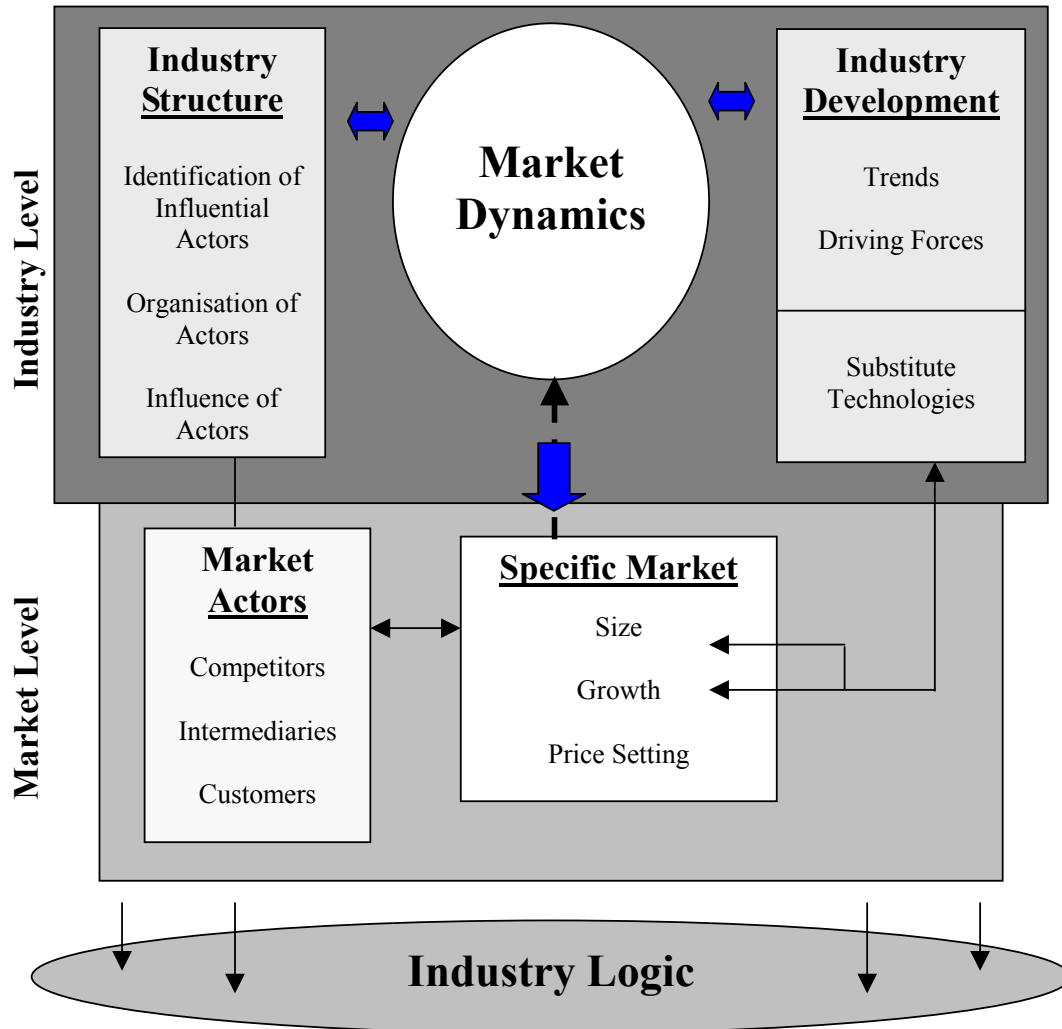 Industry Level
Industry
Structure
Identification of
Influential
Actors
Organisation of
Actors
Influence of
Actors
Market
Dynamics
Industry
Development
Trends
Driving Forces
Substitute
Technologies
Market Level
Market
Actors
Competitors
Intermediaries
Customers
Specific Market
Size
Growth
Price Setting
Industry Logic